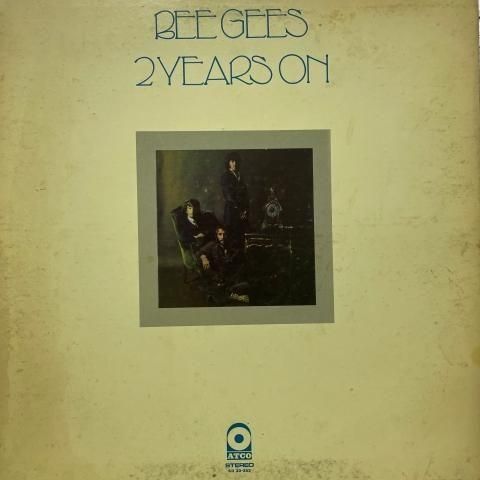 BEE GEES
2 YEARS ON
ATCO
STEREO